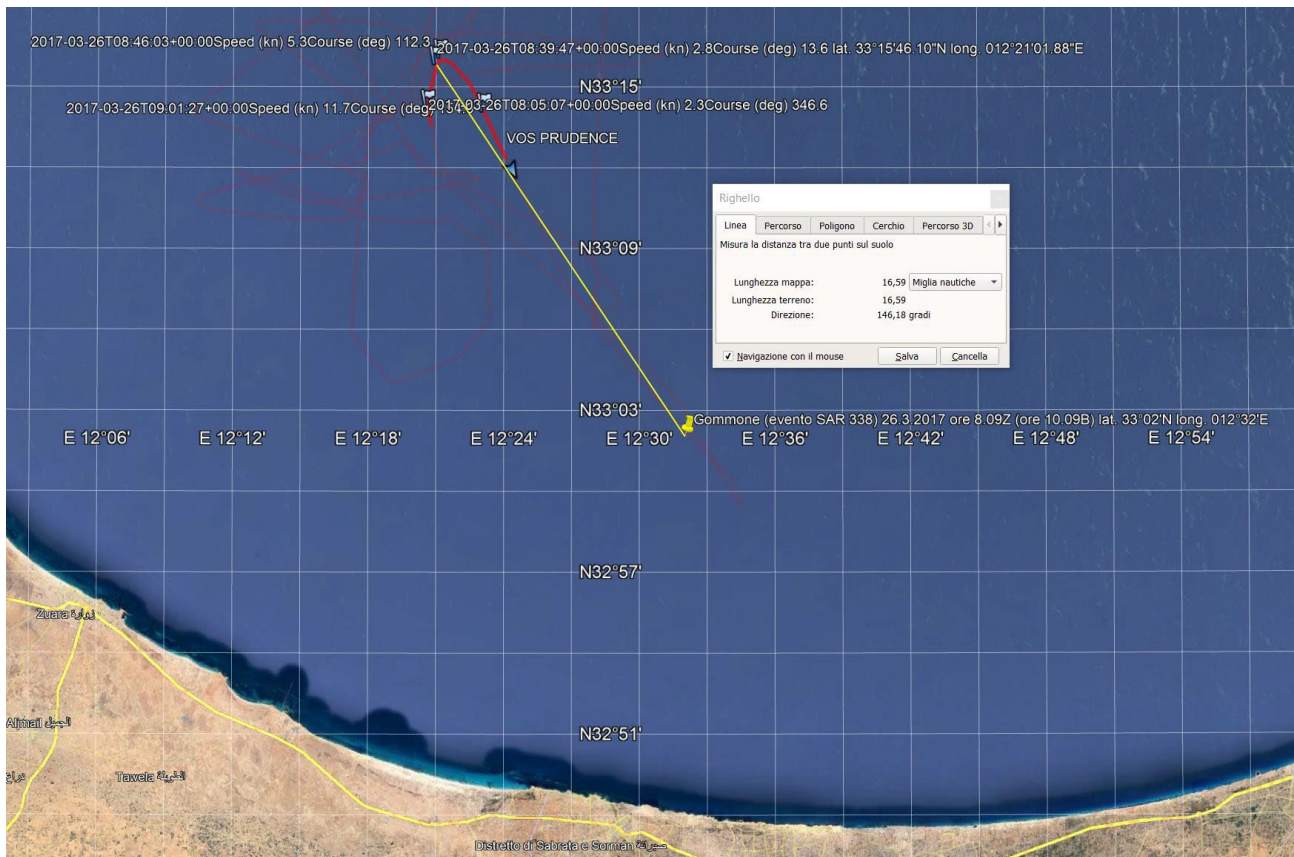 2017-03-26T08:46:03+00:00Speed (kn) 5.3Course (deg) 112.3
2017-03-26T08:39:47+00:00Speed (kn) 2.8Course (deg) 13.6 lat. 33°15'46.10"N long. 012°21'01.88"E
N33°15'
2017-03-26T09:01:27+00:00Speed (kn) 11.7Course (deg)
2017-03-26T08:05:07+00:00Speed (kn) 2.3Course (deg) 346.6
VOS PRUDENCE
Righello
Linea Percorso Poligono Cerchio Percorso 3D
Misura la distanza tra due punti sul suolo
Lunghezza mappa: 16,59 Miglia nautiche
Lunghezza terreno: 16,59
Direzione: 146,18 gradi
Navigazione con il mouse Salva Cancella
N33°09'
N33°03'
Gommone (evento SAR 338) 26.3.2017 ore 8.09Z (ore 10.09B) lat. 33°02'N long. 012°32'E
E 12°06' E 12°12' E 12°18' E 12°24' E 12°30' E 12°36' E 12°42' E 12°48' E 12°54'
N32°57'
Zuara زوارة
N32°51'
Aljmail الجميل
Tawela الطويلة
Distretto di Sabrata e Sorman صبراتة